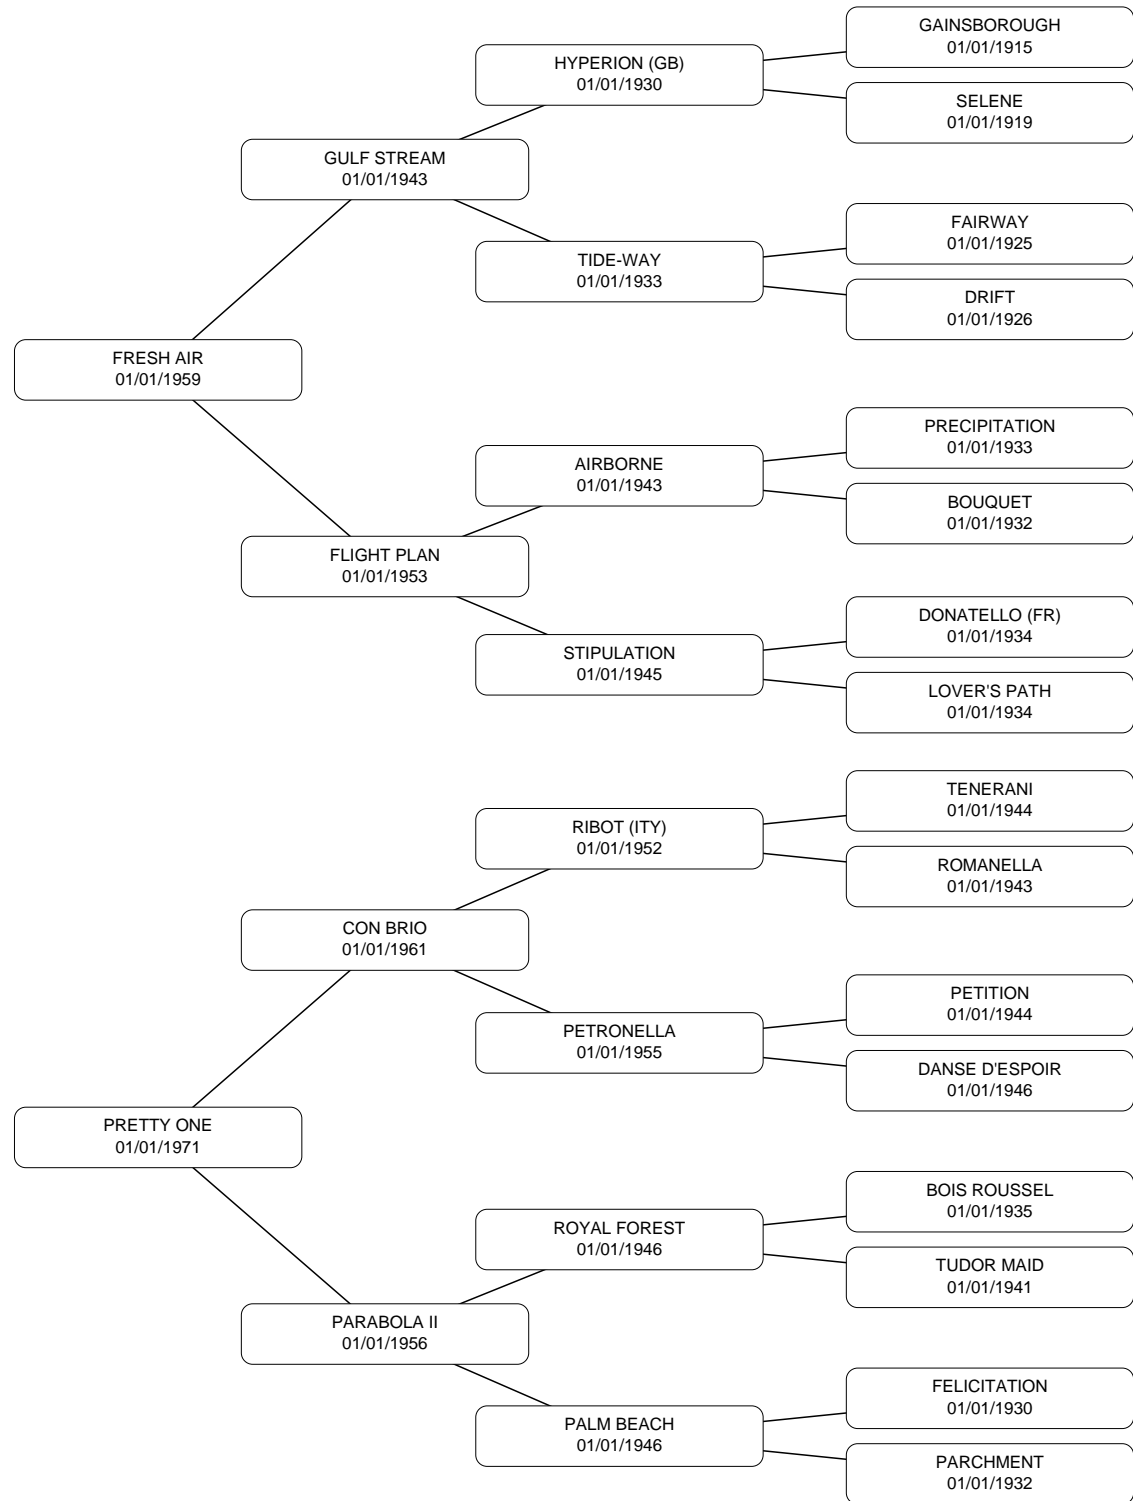 GAINSBOROUGH
01/01/1915
HYPERION (GB)
01/01/1930
SELENE
01/01/1919
GULF STREAM
01/01/1943
FAIRWAY
01/01/1925
TIDE-WAY
01/01/1933
DRIFT
01/01/1926
FRESH AIR
01/01/1959
PRECIPITATION
01/01/1933
AIRBORNE
01/01/1943
BOUQUET
01/01/1932
FLIGHT PLAN
01/01/1953
DONATELLO (FR)
01/01/1934
STIPULATION
01/01/1945
LOVER'S PATH
01/01/1934
TENERANI
01/01/1944
RIBOT (ITY)
01/01/1952
ROMANELLA
01/01/1943
CON BRIO
01/01/1961
PETITION
01/01/1944
PETRONELLA
01/01/1955
DANSE D'ESPOIR
01/01/1946
PRETTY ONE
01/01/1971
BOIS ROUSSEL
01/01/1935
ROYAL FOREST
01/01/1946
TUDOR MAID
01/01/1941
PARABOLA II
01/01/1956
FELICITATION
01/01/1930
PALM BEACH
01/01/1946
PARCHMENT
01/01/1932